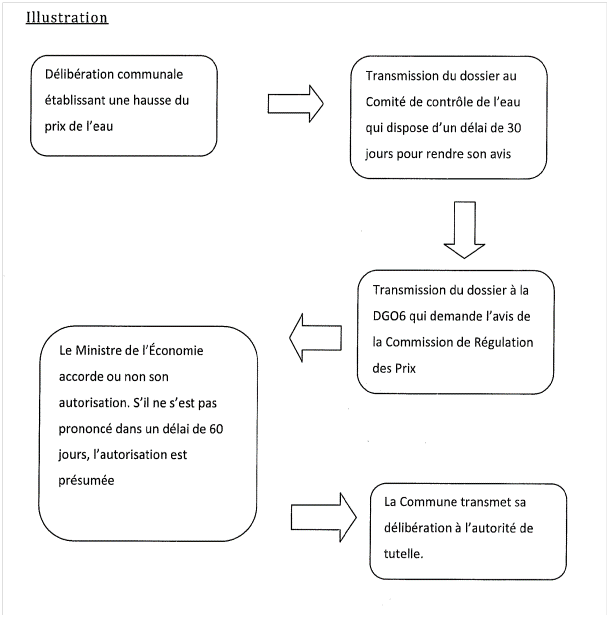 Illustration
Délibération communale
établissant une hausse du
prix de l'eau
Transmission du dossier au
Comité de contrôle de l'eau
qui dispose d'un délai de 30
jours pour rendre son avis
Transmission du dossier à la
DGO6 qui demande l'avis de
la Commission de Régulation
des Prix
Le Ministre de l'Économie
accorde ou non son
autorisation. S'il ne s'est pas
prononcé dans un délai de 60
jours, l'autorisation est
présumée
La Commune transmet sa
délibération à l'autorité de
tutelle.